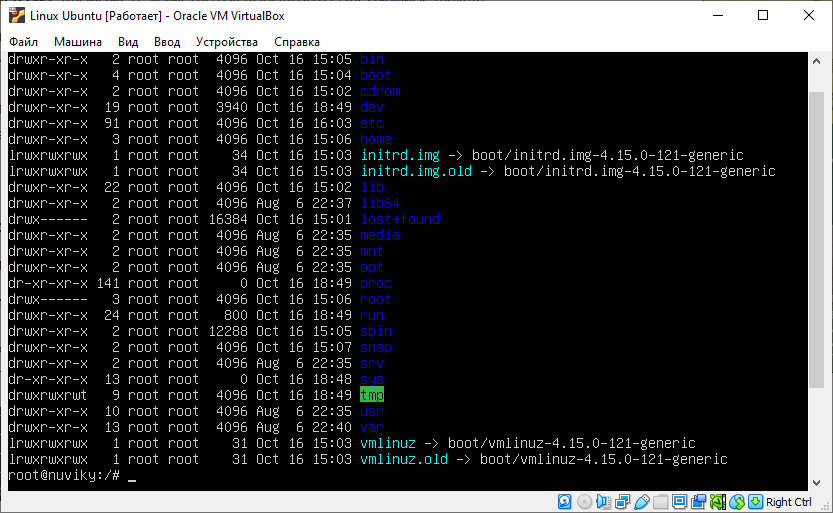 Linux Ubuntu [Работает] - Oracle VM VirtualBox
Файл Машина Вид Ввод Устройства Справка
drwxr-xr-x 2 root root 4096 Oct 16 15:05 bin
drwxr-xr-x 4 root root 4096 Oct 16 15:04 boot
drwxr-xr-x 2 root root 4096 Oct 16 15:02 cdrom
drwxr-xr-x 19 root root 3940 Oct 16 18:49 dev
drwxr-xr-x 91 root root 4096 Oct 16 16:03 etc
drwxr-xr-x 3 root root 4096 Oct 16 15:06 home
lrwxrwxrwx 1 root root 34 Oct 16 15:03 initrd.img -> boot/initrd.img-4.15.0-121-generic
lrwxrwxrwx 1 root root 34 Oct 16 15:03 initrd.img.old -> boot/initrd.img-4.15.0-121-generic
drwxr-xr-x 22 root root 4096 Oct 16 15:02 lib
drwxr-xr-x 2 root root 4096 Aug 6 22:37 lib64
drwx------ 2 root root 16384 Oct 16 15:01 lost+found
drwxr-xr-x 2 root root 4096 Aug 6 22:35 media
drwxr-xr-x 2 root root 4096 Aug 6 22:35 mnt
drwxr-xr-x 2 root root 4096 Aug 6 22:35 opt
dr-xr-xr-x 141 root root 0 Oct 16 18:49 proc
drwx------ 3 root root 4096 Oct 16 15:06 root
drwxr-xr-x 24 root root 800 Oct 16 18:49 run
drwxr-xr-x 2 root root 12288 Oct 16 15:05 sbin
drwxr-xr-x 2 root root 4096 Oct 16 15:07 snap
drwxr-xr-x 2 root root 4096 Aug 6 22:35 srv
dr-xr-xr-x 13 root root 0 Oct 16 18:48 sys
drwxrwxrwt 9 root root 4096 Oct 16 18:49 tmp
drwxr-xr-x 10 root root 4096 Aug 6 22:35 usr
drwxr-xr-x 13 root root 4096 Aug 6 22:40 var
lrwxrwxrwx 1 root root 31 Oct 16 15:03 vmlinuz -> boot/vmlinuz-4.15.0-121-generic
lrwxrwxrwx 1 root root 31 Oct 16 15:03 vmlinuz.old -> boot/vmlinuz-4.15.0-121-generic
root@nuviky:/# _
Right Ctrl